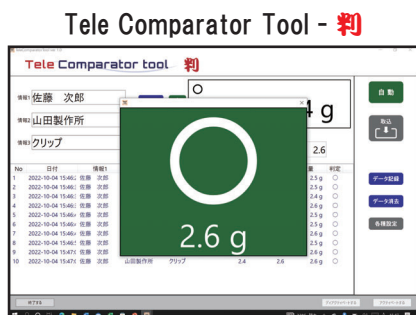 Tele Comparator Tool - 判
Tele Comparator tool 判
情報1 佐藤 次郎
情報2 山田製作所
情報3 クリップ
○
g
2.6
自動
取込
データ記録
データ消去
各種設定
2.6 g
No 日付 情報1 量 判定
1 2022-10-04 15:46: 佐藤 次郎 2.5 g ○
2 2022-10-04 15:46: 佐藤 次郎 2.5 g ○
3 2022-10-04 15:46: 佐藤 次郎 2.5 g ○
4 2022-10-04 15:46: 佐藤 次郎 2.6 g ○
5 2022-10-04 15:46: 佐藤 次郎 2.4 g ○
6 2022-10-04 15:46: 佐藤 次郎 2.5 g ○
7 2022-10-04 15:46: 佐藤 次郎 2.6 g ○
8 2022-10-04 15:46: 佐藤 次郎 2.5 g ○
9 2022-10-04 15:47: 佐藤 次郎 2.5 g ○
10 2022-10-04 15:47: 佐藤 次郎 山田製作所 クリップ 2.4 2.6 2.4 g ○
終了する